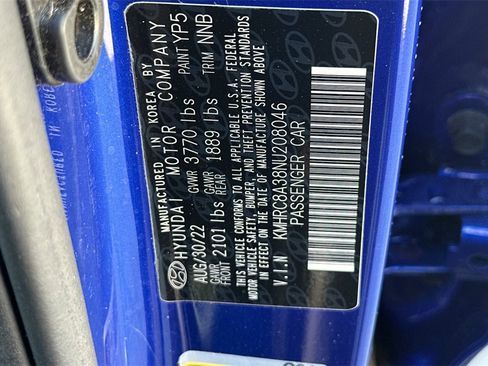 MANUFACTURED IN KOREA BY
HYUNDAI MOTOR COMPANY
AUG/30/22 GVWR 3770 lbs PAINT YP5
GAWR FRONT 2101 lbs GAWR REAR 1889 lbs TRIM NNB
THIS VEHICLE CONFORMS TO ALL APPLICABLE U.S.A. FEDERAL
MOTOR VEHICLE SAFETY, BUMPER, AND THEFT PREVENTION
STANDARDS IN EFFECT ON THE DATE OF MANUFACTURE SHOWN ABOVE.
V.I.N KMHRC8A38NU208046
PASSENGER CAR